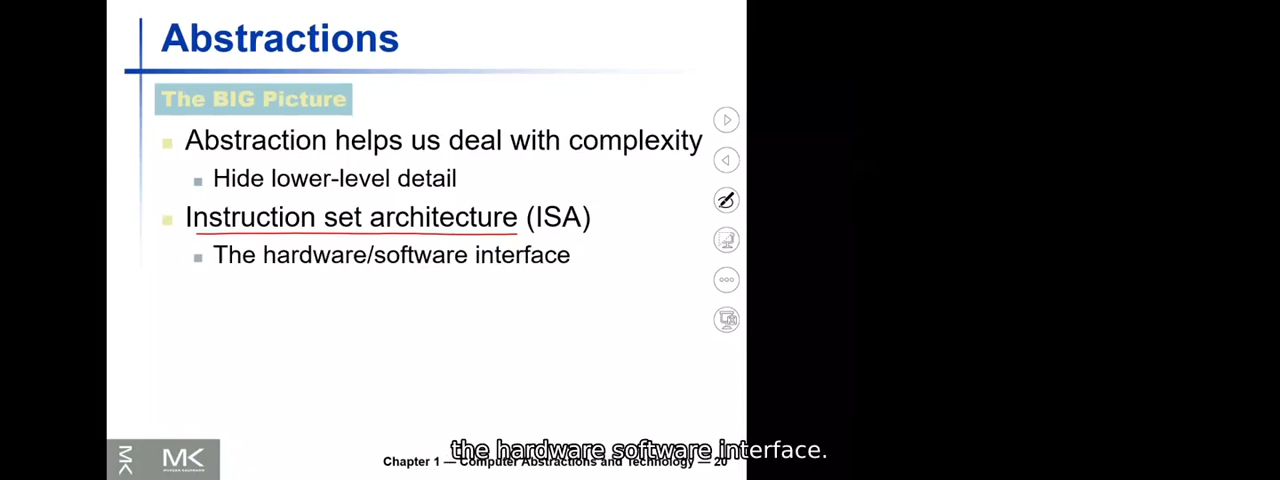 Abstractions
The BIG Picture
Abstraction helps us deal with complexity
Hide lower-level detail
Instruction set architecture (ISA)
The hardware/software interface
MK
MK
the hardware software interface.
Chapter 1 — Computer Abstractions and Technology — 20